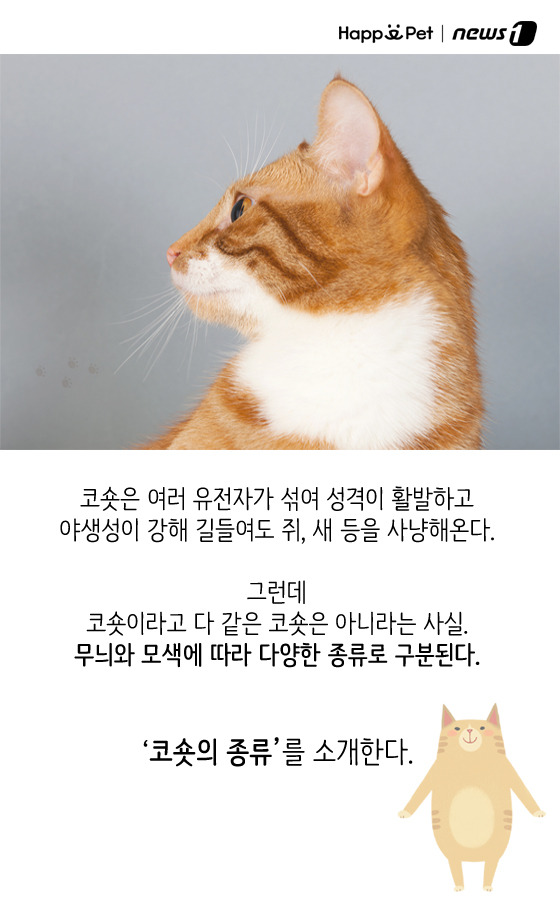 Happy Pet | news1
코숏은 여러 유전자가 섞여 성격이 활발하고
야생성이 강해 길들여도 쥐, 새 등을 사냥해온다.
그런데
코숏이라고 다 같은 코숏은 아니라는 사실.
무늬와 모색에 따라 다양한 종류로 구분된다.
‘코숏의 종류’를 소개한다.